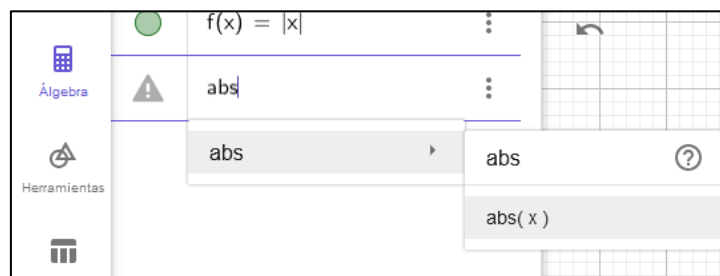 f(x) = |x|
Álgebra
abs
abs
abs
Herramientas
abs( x )